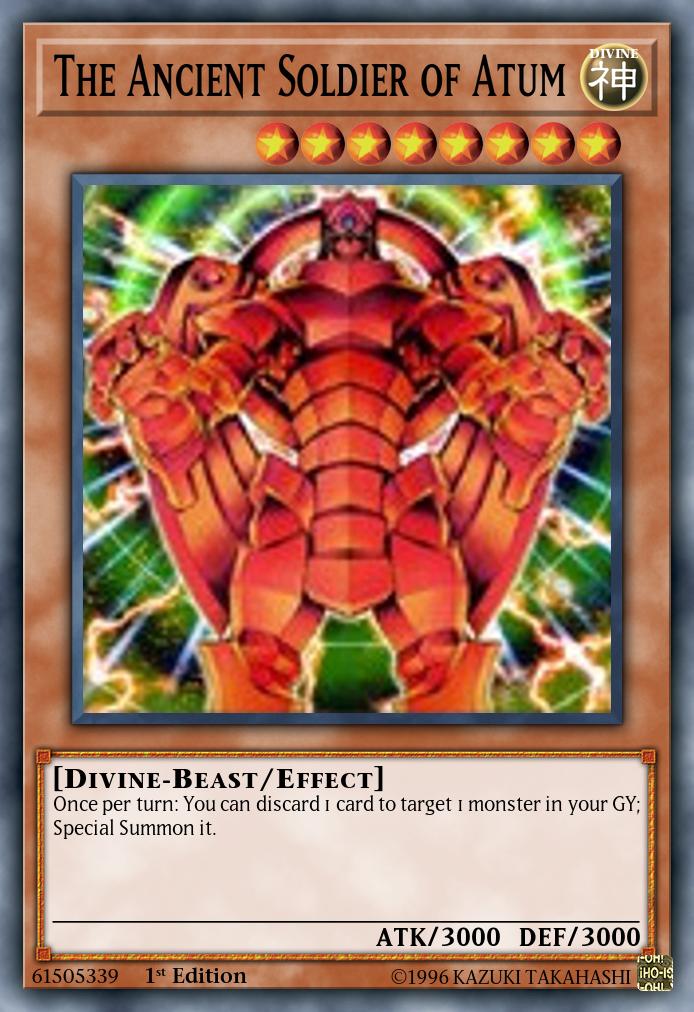 THE ANCIENT SOLDIER OF ATUM
DIVINE
神
[DIVINE-BEAST/EFFECT]
Once per turn: You can discard 1 card to target 1 monster in your GY;
Special Summon it.
ATK/3000 DEF/3000
61505339 1st Edition ©1996 KAZUKI TAKAHASHI